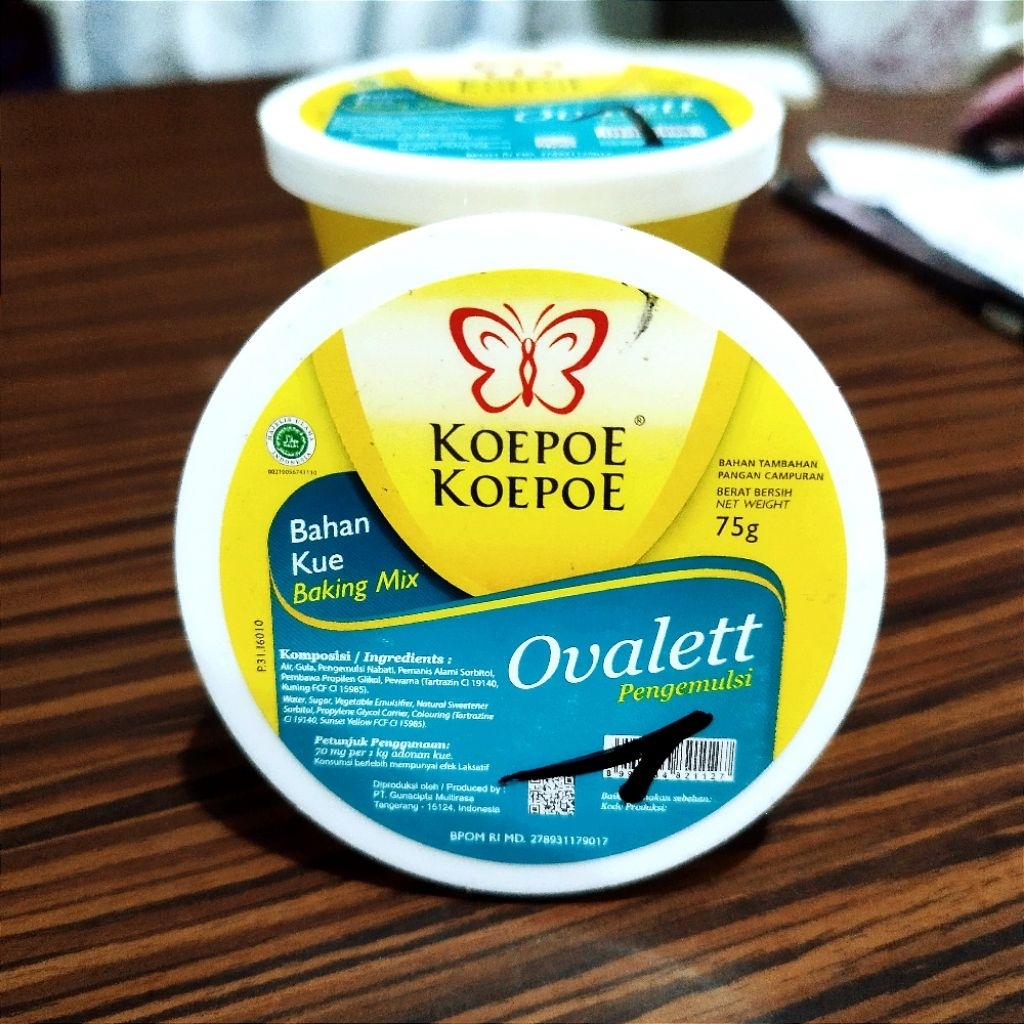 Ovalett
KOEPOE®
KOEPOE
MAJELIS ULAMA
INDONESIA
BAHAN TAMBAHAN
PANGAN CAMPURAN
BERAT BERSIH
NET WEIGHT
75g
Bahan
Kue
Baking Mix
Ovalett
Pengemulsi
P31.16010
Komposisi / Ingredients :
Air, Gula, Pengemulsi Nabati, Pemanis Alami Sorbitol,
Pembawa Propilen Glikol, Pewarna (Tartrazin CI 19140,
Kuning FCF CI 15985).
Water, Sugar, Vegetable Emulsifier, Natural Sweetener
Sorbitol, Propylene Glycol Carrier, Colouring (Tartrazine
CI 19140, Sunset Yellow FCF CI 15985).
Petunjuk Penggunaan:
70 mg per 1 kg adonan kue.
Konsumsi berlebih mempunyai efek Laksatif
Diproduksi oleh / Produced by :
PT. Gunacipta Multirasa
Tangerang - 15124, Indonesia
Kode Produksi:
BPOM RI MD. 278931179017